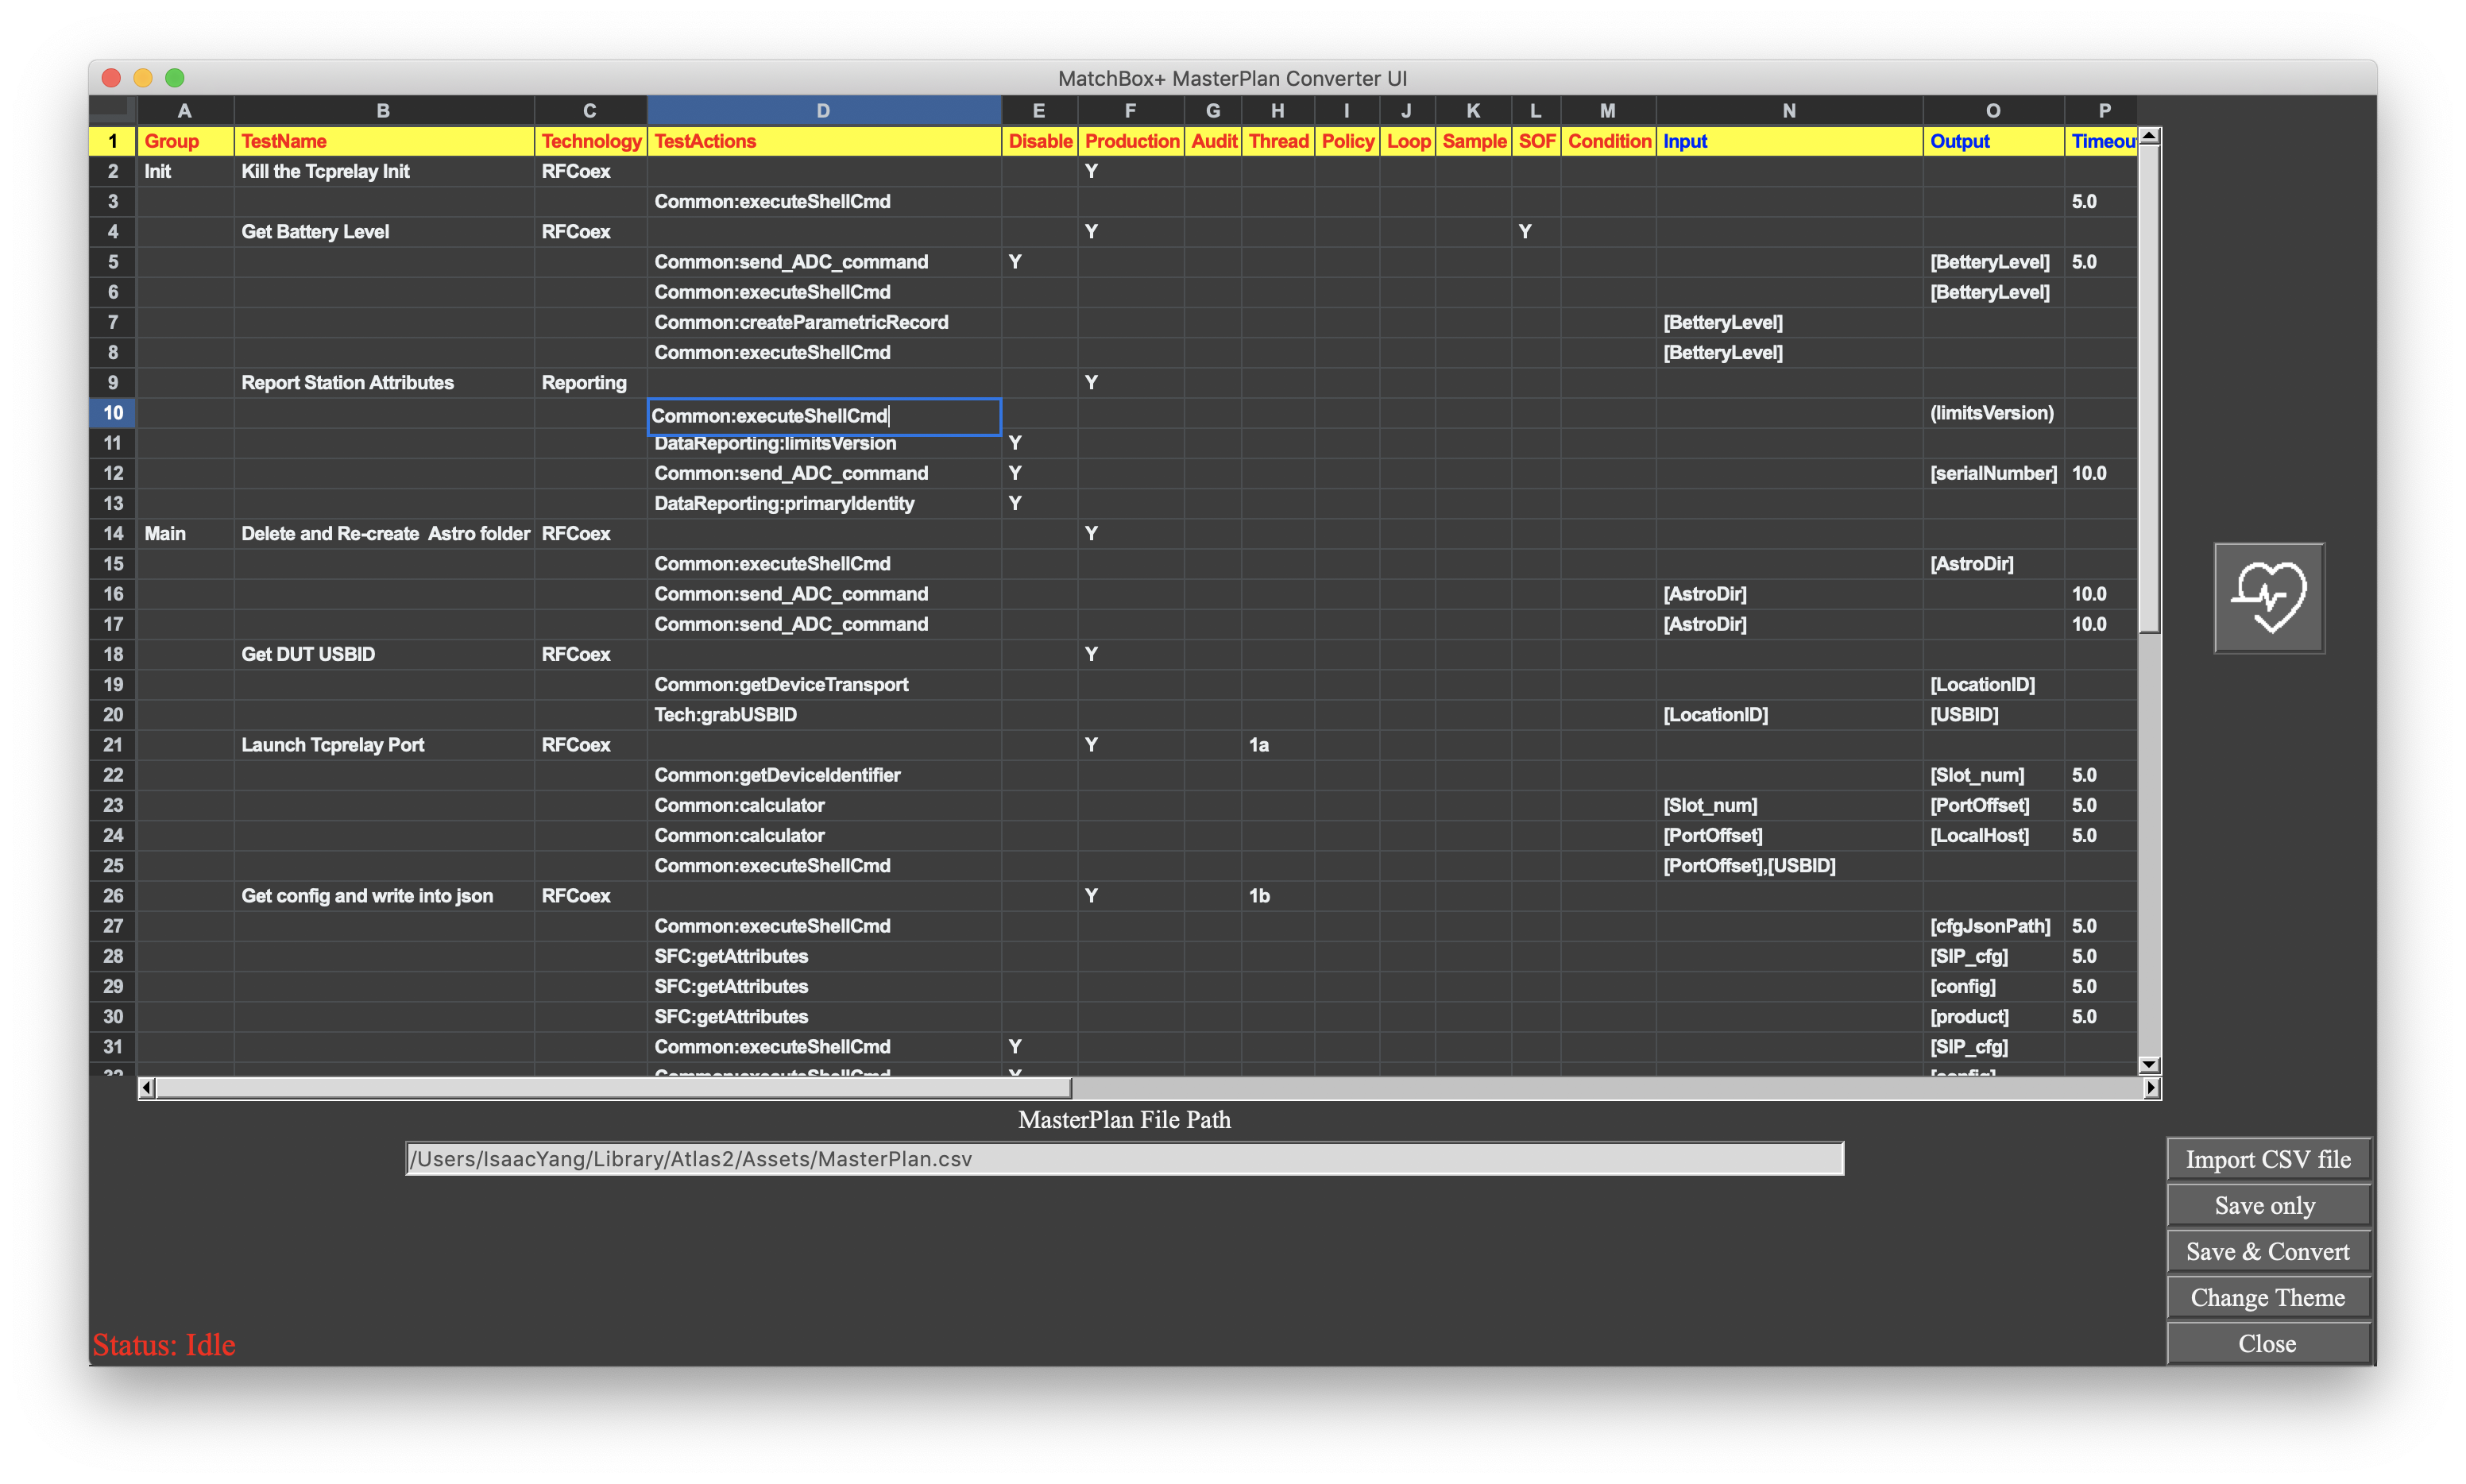 MatchBox+ MasterPlan Converter UI
A B C D E F G H I J K L M N O P
1 Group TestName Technology TestActions Disable Production Audit Thread Policy Loop Sample SOF Condition Input Output Timeou
2 Init Kill the Tcprelay Init RFCoex Y
3 Common:executeShellCmd 5.0
4 Get Battery Level RFCoex Y Y
5 Common:send_ADC_command Y [BetteryLevel] 5.0
6 Common:executeShellCmd [BetteryLevel]
7 Common:createParametricRecord [BetteryLevel]
8 Common:executeShellCmd [BetteryLevel]
9 Report Station Attributes Reporting Y
10 Common:executeShellCmd (limitsVersion)
11 DataReporting:limitsVersion Y
12 Common:send_ADC_command Y [serialNumber] 10.0
13 DataReporting:primaryIdentity Y
14 Main Delete and Re-create  Astro folder RFCoex Y
15 Common:executeShellCmd [AstroDir]
16 Common:send_ADC_command [AstroDir] 10.0
17 Common:send_ADC_command [AstroDir] 10.0
18 Get DUT USBID RFCoex Y
19 Common:getDeviceTransport [LocationID]
20 Tech:grabUSBID [LocationID] [USBID]
21 Launch Tcprelay Port RFCoex Y 1a
22 Common:getDeviceIdentifier [Slot_num] 5.0
23 Common:calculator [Slot_num] [PortOffset] 5.0
24 Common:calculator [PortOffset] [LocalHost] 5.0
25 Common:executeShellCmd [PortOffset],[USBID]
26 Get config and write into json RFCoex Y 1b
27 Common:executeShellCmd [cfgJsonPath] 5.0
28 SFC:getAttributes [SIP_cfg] 5.0
29 SFC:getAttributes [config] 5.0
30 SFC:getAttributes [product] 5.0
31 Common:executeShellCmd Y [SIP_cfg]
32 Common:executeShellCmd Y [config]
MasterPlan File Path
/Users/IsaacYang/Library/Atlas2/Assets/MasterPlan.csv
Import CSV file
Save only
Save & Convert
Change Theme
Close
Status: Idle